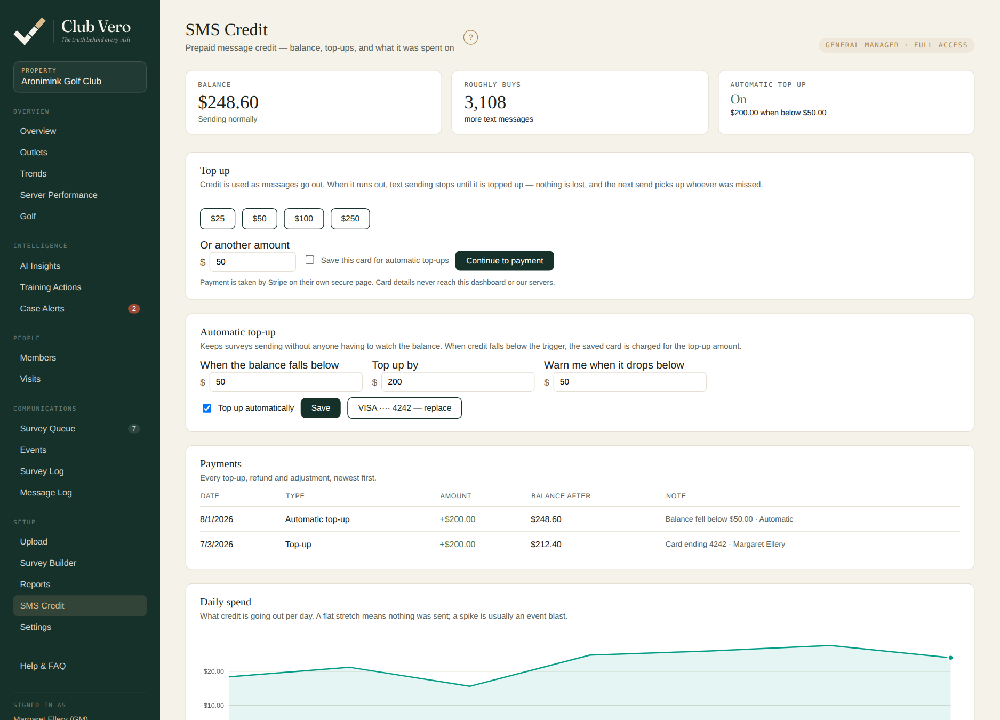 Club Vero
The truth behind every visit
PROPERTY
Aronimink Golf Club
OVERVIEW
Overview
Outlets
Trends
Server Performance
Golf
INTELLIGENCE
AI Insights
Training Actions
Case Alerts 2
PEOPLE
Members
Visits
COMMUNICATIONS
Survey Queue 7
Events
Survey Log
Message Log
SETUP
Upload
Survey Builder
Reports
SMS Credit
Settings
Help & FAQ
SIGNED IN AS
Margaret Ellery (GM)
SMS Credit
Prepaid message credit — balance, top-ups, and what it was spent on
?
GENERAL MANAGER · FULL ACCESS
BALANCE
$248.60
Sending normally
ROUGHLY BUYS
3,108
more text messages
AUTOMATIC TOP-UP
On
$200.00 when below $50.00
Top up
Credit is used as messages go out. When it runs out, text sending stops until it is topped up — nothing is lost, and the next send picks up whoever was missed.
$25 $50 $100 $250
Or another amount
$ 50 Save this card for automatic top-ups Continue to payment
Payment is taken by Stripe on their own secure page. Card details never reach this dashboard or our servers.
Automatic top-up
Keeps surveys sending without anyone having to watch the balance. When credit falls below the trigger, the saved card is charged for the top-up amount.
When the balance falls below Top up by Warn me when it drops below
$ 50 $ 200 $ 50
Top up automatically Save VISA ···· 4242 — replace
Payments
Every top-up, refund and adjustment, newest first.
DATE TYPE AMOUNT BALANCE AFTER NOTE
8/1/2026 Automatic top-up +$200.00 $248.60 Balance fell below $50.00 · Automatic
7/3/2026 Top-up +$200.00 $212.40 Card ending 4242 · Margaret Ellery
Daily spend
What credit is going out per day. A flat stretch means nothing was sent; a spike is usually an event blast.
$20.00
$10.00